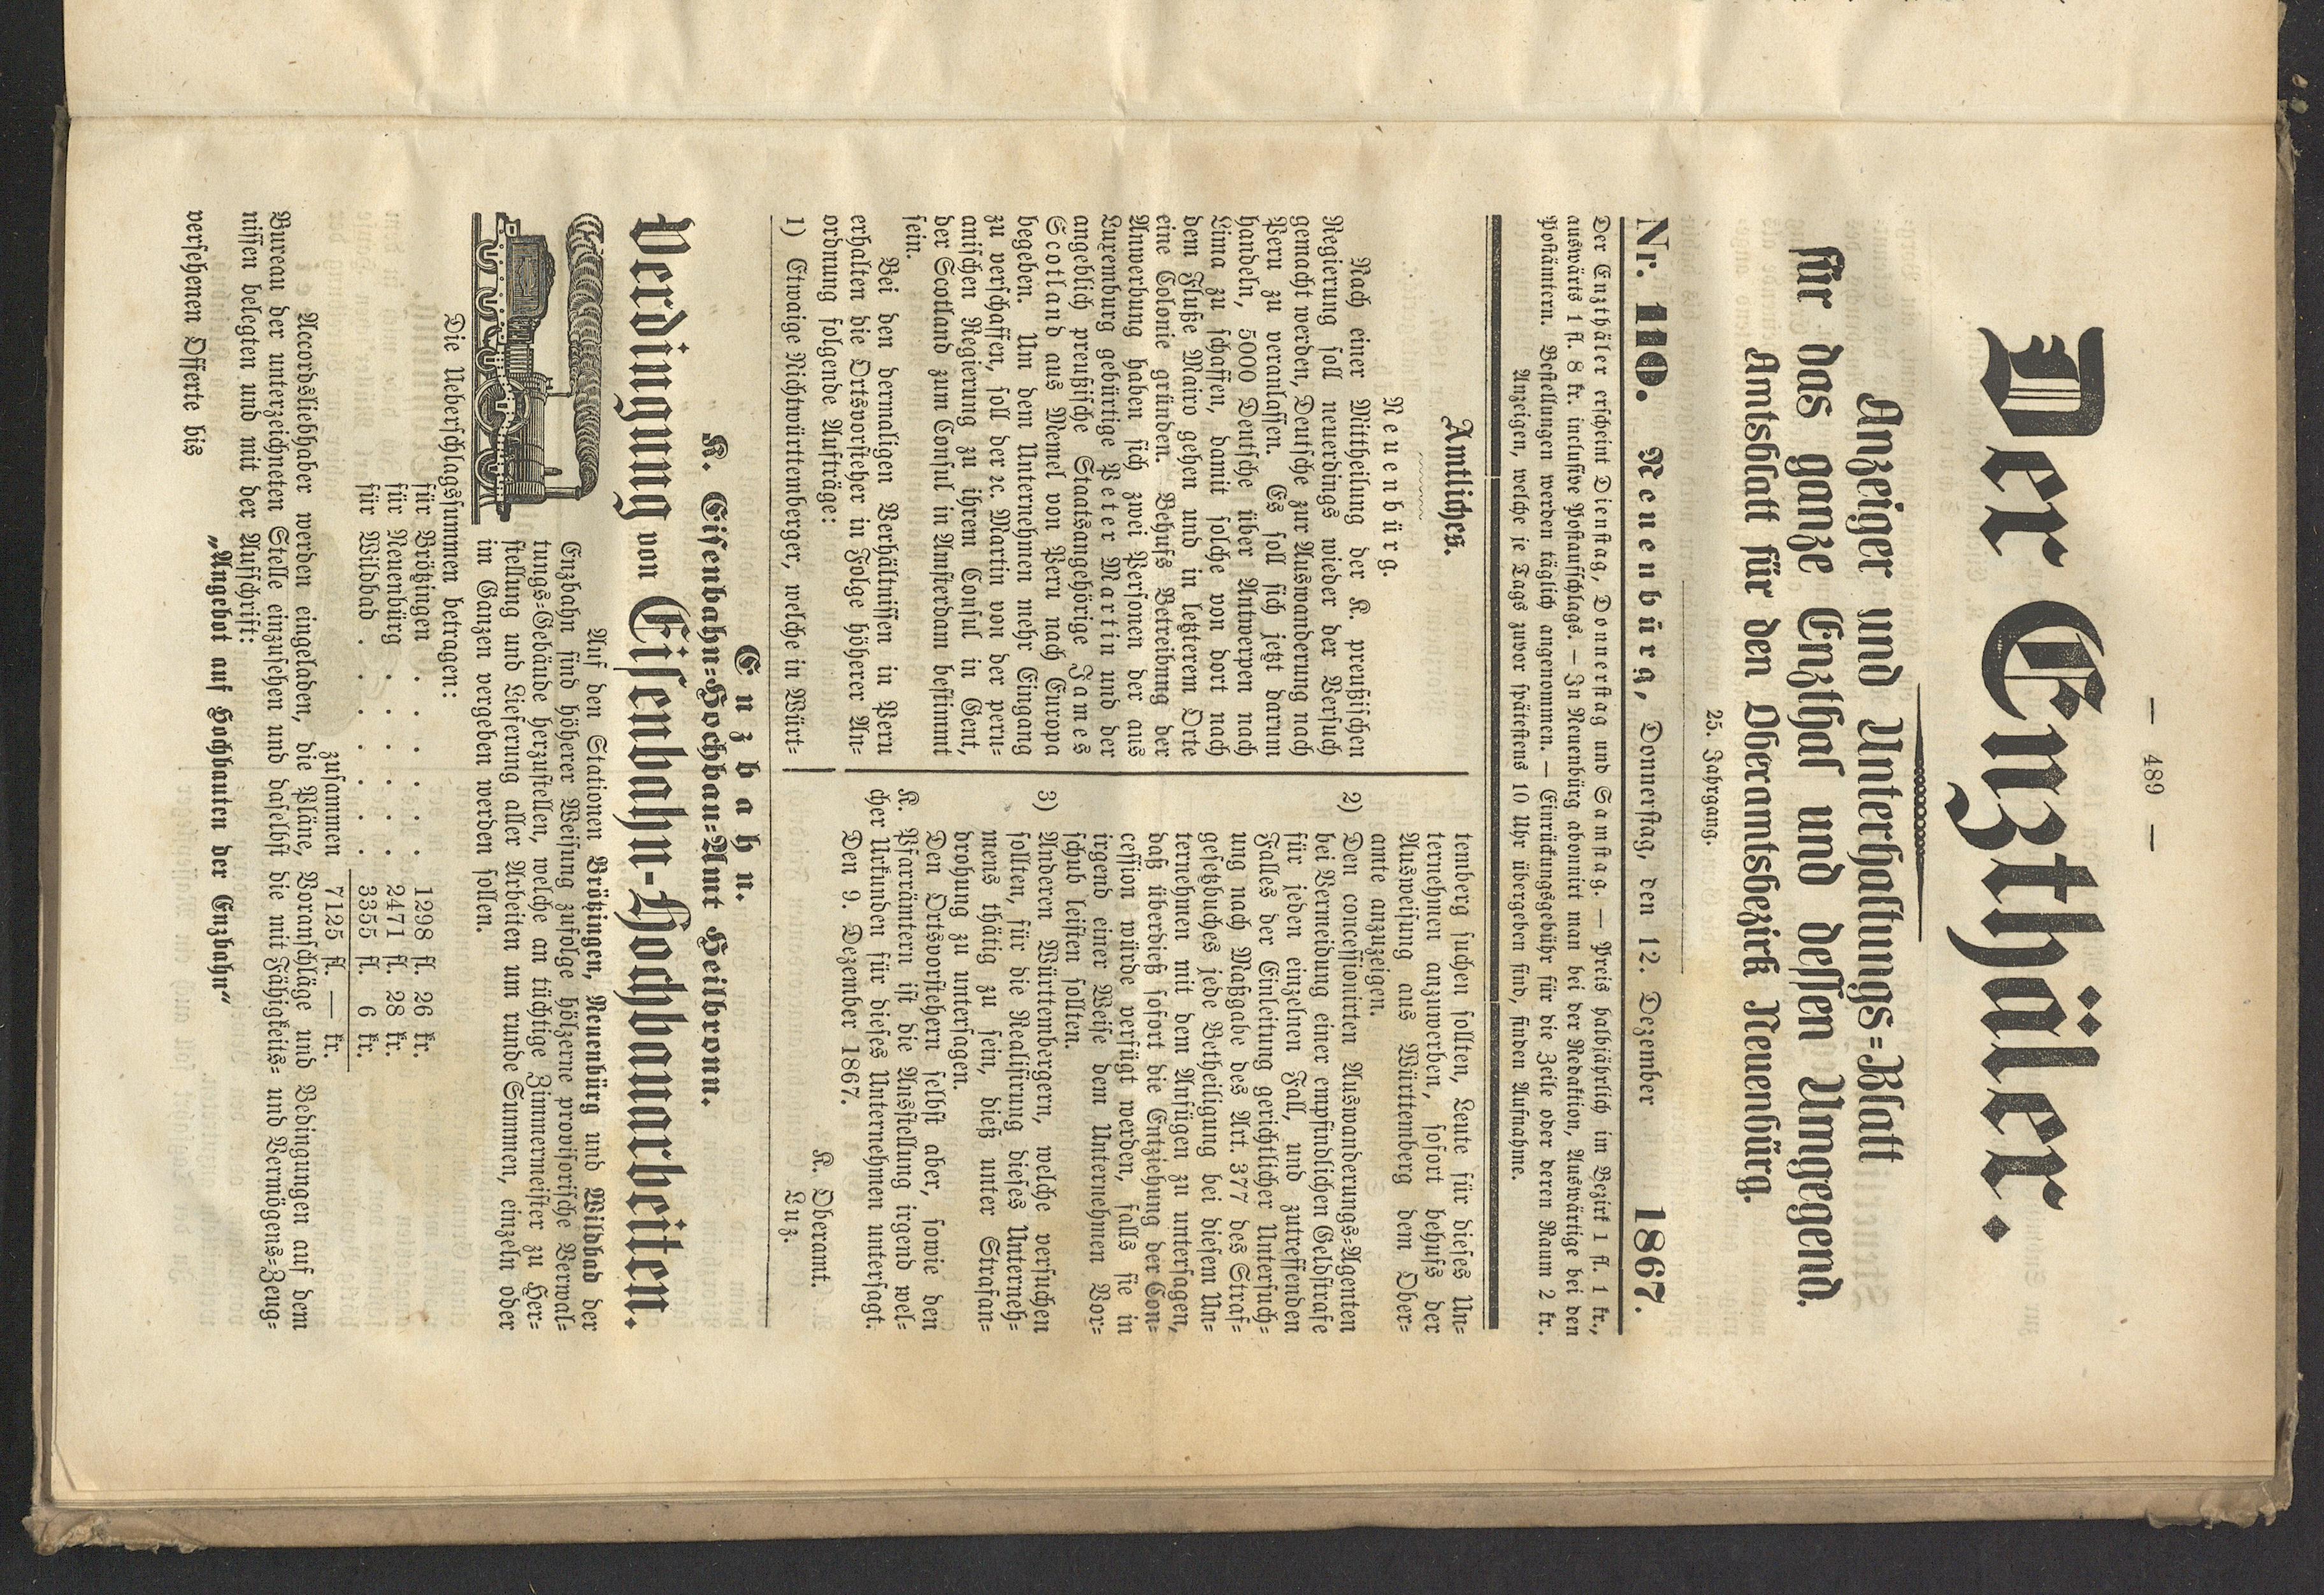 — 489 —
Der Enzthäler.
Anzeiger und Unterhaltungs-Blatt
für das ganze Enzthal und dessen Umgegend.
Amtsblatt für den Oberamtsbezirk Neuenbürg.
25. Jahrgang.
Nr. 110. Neuenbürg, Donnerstag, den 12. Dezember 1867.
Der Enzthäler erscheint Dienstag, Donnerstag und Samstag. — Preis halbjährlich im Bezirk 1 fl. 1 kr.,
auswärts 1 fl. 8 kr. inclusive Postaufschlags. — In Neuenbürg abonnirt man bei der Redaktion, Auswärtige bei den
Postämtern. Bestellungen werden täglich angenommen. — Einrückungsgebühr für die Zeile oder deren Raum 2 kr.
Anzeigen, welche je Tags zuvor spätestens 10 Uhr übergeben sind, finden Aufnahme.
Amtliches.
Neuenbürg.
Nach einer Mittheilung der K. preußischen
Regierung soll neuerdings wieder der Versuch
gemacht werden, Deutsche zur Auswanderung nach
Peru zu veranlassen. Es soll sich jetzt darum
handeln, 5000 Deutsche über Antwerpen nach
Lima zu schaffen, damit solche von dort nach
dem Fluße Mairo gehen und in letzterem Orte
eine Colonie gründen. Behufs Betreibung der
Anwerbung haben sich zwei Personen der aus
Luxemburg gebürtige Peter Martin und der
angeblich preußische Staatsangehörige James
Scotland aus Memel von Peru nach Europa
begeben. Um dem Unternehmen mehr Eingang
zu verschaffen, soll der ꝛc. Martin von der peru-
anischen Regierung zu ihrem Consul in Gent,
der Scotland zum Consul in Amsterdam bestimmt
sein.
Bei den dermaligen Verhältnissen in Peru
erhalten die Ortsvorsteher in Folge höherer An-
ordnung folgende Aufträge:
1) Etwaige Nichtwürttemberger, welche in Würt-
temberg suchen sollten, Leute für dieses Un-
ternehmen anzuwerben, sofort behufs der
Ausweisung aus Württemberg dem Ober-
amte anzuzeigen.
2) Den concessionirten Auswanderungs-Agenten
bei Vermeidung einer empfindlichen Geldstrafe
für jeden einzelnen Fall, und zutreffenden
Falles der Einleitung gerichtlicher Untersuch-
ung nach Maßgabe des Art. 377 des Straf-
gesetzbuches jede Betheiligung bei diesem Un-
ternehmen mit dem Anfügen zu untersagen,
daß überdieß sofort die Entziehung der Con-
cession würde verfügt werden, falls sie in
irgend einer Weise dem Unternehmen Vor-
schub leisten sollten.
3) Anderen Württembergern, welche versuchen
sollten, für die Realisirung dieses Unterneh-
mens thätig zu sein, dieß unter Strafan-
drohung zu untersagen.
Den Ortsvorstehern selbst aber, sowie den
K. Pfarrämtern ist die Ausstellung irgend wel-
cher Urkunden für dieses Unternehmen untersagt.
Den 9. Dezember 1867.
K. Oberamt.
Luz.
Enzbahn.
K. Eisenbahn-Hochbau-Amt Heilbronn.
Verdingung von Eisenbahn-Hochbauarbeiten.
Auf den Stationen Brötzingen, Neuenbürg und Wildbad der
Enzbahn sind höherer Weisung zufolge hölzerne provisorische Verwal-
tungs-Gebäude herzustellen, welche an tüchtige Zimmermeister zu Her-
stellung und Lieferung aller Arbeiten um runde Summen, einzeln oder
im Ganzen vergeben werden sollen.
Die Ueberschlagssummen betragen:
für Brötzingen . . . . . . 1298 fl. 26 kr.
für Neuenbürg . . . . . . 2471 fl. 28 kr.
für Wildbad . . . . . . . 3355 fl. 6 kr.
zusammen 7125 fl. — kr.
Accordsliebhaber werden eingeladen, die Pläne, Voranschläge und Bedingungen auf dem
Bureau der unterzeichneten Stelle einzusehen und daselbst die mit Fähigkeits- und Vermögens-Zeug-
nissen belegten und mit der Aufschrift:
„Angebot auf Hochbauten der Enzbahn“
versehenen Offerte bis